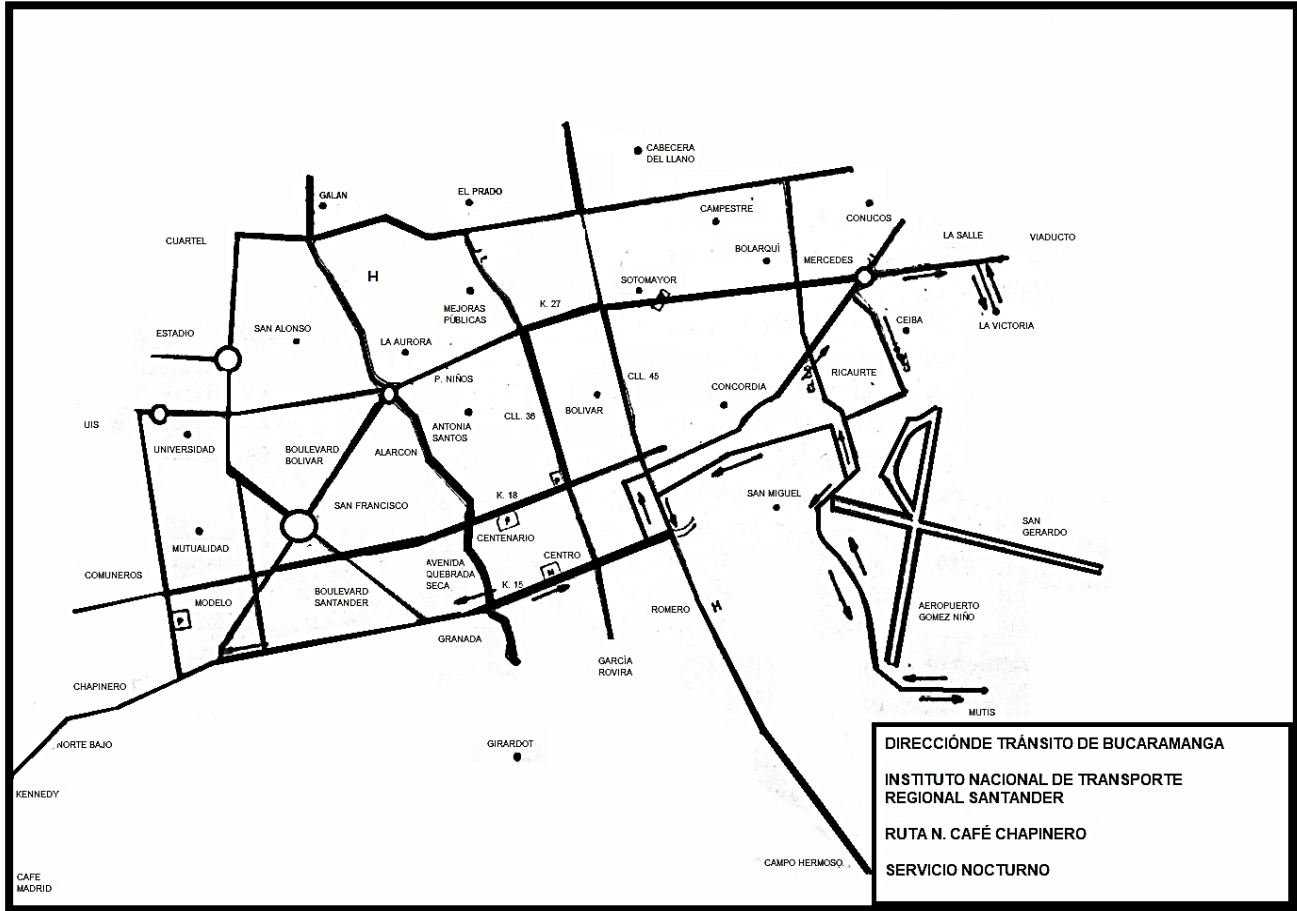 CABECERA
DEL LLANO
GALAN
EL PRADO
CAMPESTRE
CONUCOS
CUARTEL
LA SALLE
VIADUCTO
BOLARQUÌ
MERCEDES
H
SOTOMAYOR
MEJORAS
PÙBLICAS
K. 27
ESTADIO
SAN ALONSO
LA AURORA
CEIBA
LA VICTORIA
P. NIÑOS
CLL. 45
RICAURTE
CONCORDIA
CLL. 36
BOLIVAR
UIS
UNIVERSIDAD
BOULEVARD
BOLIVAR
ALARCON
ANTONIA
SANTOS
K. 18
SAN FRANCISCO
P
P
SAN MIGUEL
SAN
GERARDO
MUTUALIDAD
CENTENARIO
CENTRO
COMUNEROS
MODELO
BOULEVARD
SANTANDER
AVENIDA
QUEBRADA
SECA
K. 15
M
P
ROMERO
H
AEROPUERTO
GOMEZ NIÑO
GRANADA
GARCÌA
ROVIRA
CHAPINERO
MUTIS
NORTE BAJO
GIRARDOT
KENNEDY
CAMPO HERMOSO
CAFE
MADRID
DIRECCIÓNDE TRÁNSITO DE BUCARAMANGA
INSTITUTO NACIONAL DE TRANSPORTE
REGIONAL SANTANDER
RUTA N. CAFÉ CHAPINERO
SERVICIO NOCTURNO